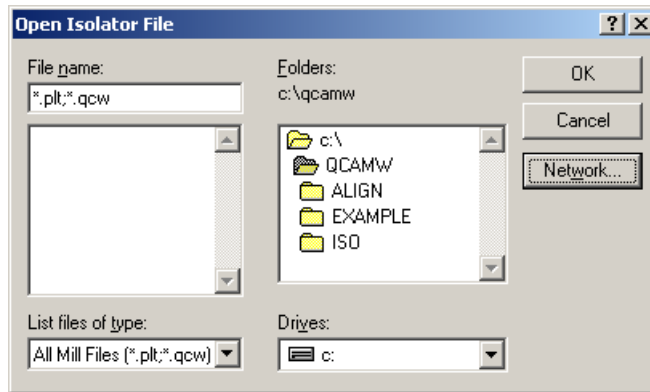 Open Isolator File
File name:
*.plt;*.qcw
Folders:
c:\qcamw
OK
Cancel
Network...
c:\
QCAMW
ALIGN
EXAMPLE
ISO
List files of type:
All Mill Files (*.plt;*.qcw)
Drives:
c: